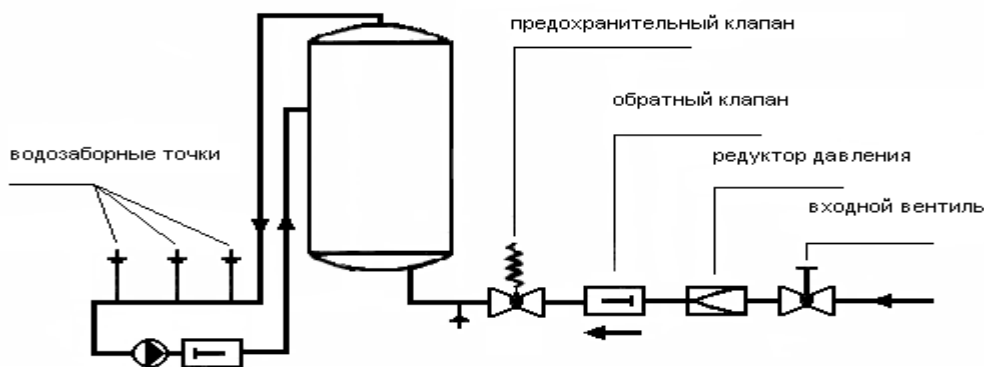 предохранительный клапан
обратный клапан
водозаборные точки
редуктор давления
входной вентиль